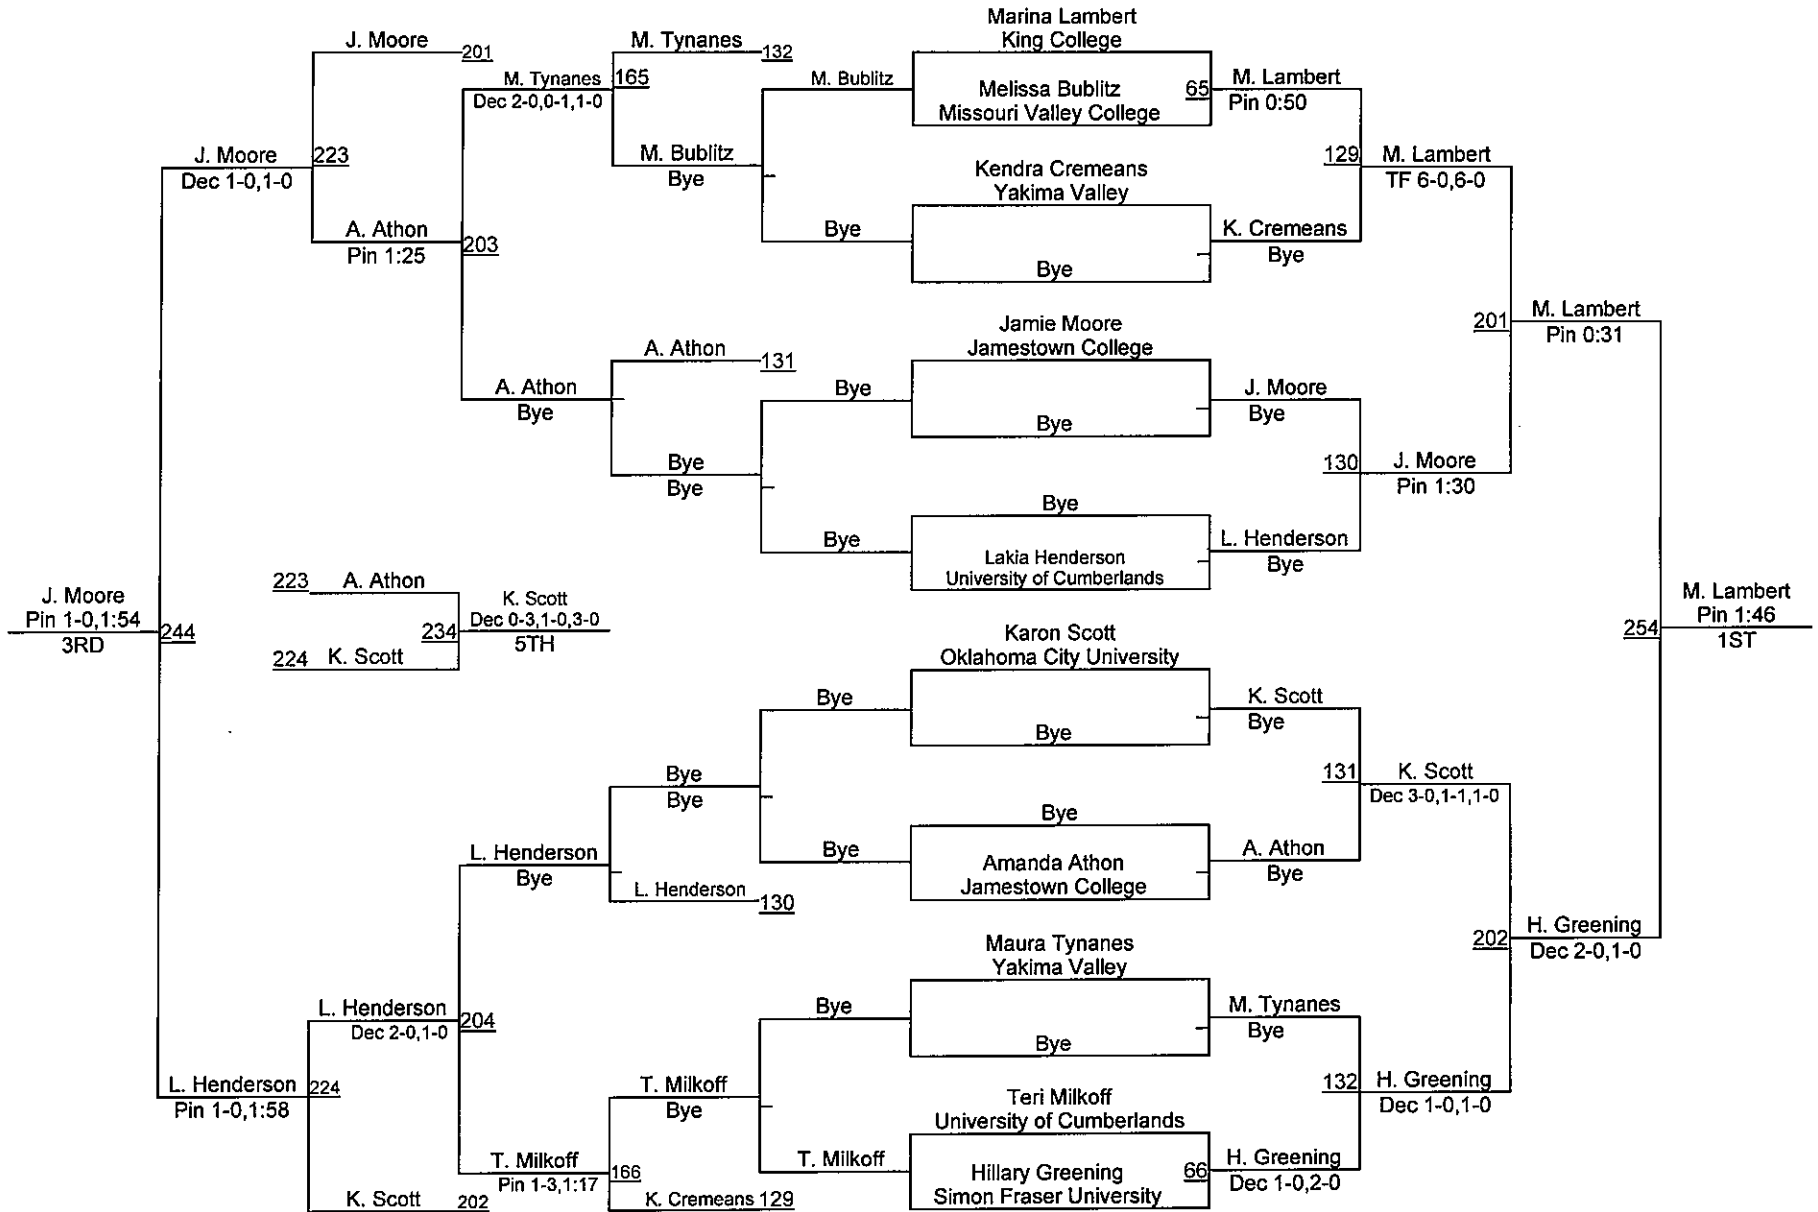 Marina Lambert
King College
J. Moore
201
M. Tynanes
132
M. Tynanes
165
Dec 2-0,0-1,1-0
M. Bublitz
Melissa Bublitz
Missouri Valley College
65
M. Lambert
Pin 0:50
J. Moore
223
Dec 1-0,1-0
M. Bublitz
Bye
Kendra Cremeans
Yakima Valley
129
M. Lambert
TF 6-0,6-0
A. Athon
Pin 1:25
203
Bye
Bye
K. Cremeans
Bye
Jamie Moore
Jamestown College
201
M. Lambert
Pin 0:31
A. Athon
131
A. Athon
Bye
Bye
Bye
J. Moore
Bye
Bye
Bye
Bye
130
J. Moore
Pin 1:30
Bye
Lakia Henderson
University of Cumberlands
L. Henderson
Bye
J. Moore
Pin 1-0,1:54
3RD
244
223
A. Athon
224
K. Scott
234
K. Scott
Dec 0-3,1-0,3-0
5TH
Karon Scott
Oklahoma City University
254
M. Lambert
Pin 1:46
1ST
Bye
Bye
K. Scott
Bye
Bye
Bye
Bye
131
K. Scott
Dec 3-0,1-1,1-0
L. Henderson
Bye
L. Henderson
130
Bye
Amanda Athon
Jamestown College
A. Athon
Bye
Maura Tynanes
Yakima Valley
202
H. Greening
Dec 2-0,1-0
L. Henderson
Dec 2-0,1-0
204
Bye
Bye
M. Tynanes
Bye
L. Henderson
224
Pin 1-0,1:58
T. Milkoff
Bye
Teri Milkoff
University of Cumberlands
132
H. Greening
Dec 1-0,1-0
T. Milkoff
Pin 1-3,1:17
166
T. Milkoff
Hillary Greening
Simon Fraser University
66
H. Greening
Dec 1-0,2-0
K. Scott
202
K. Cremeans
129